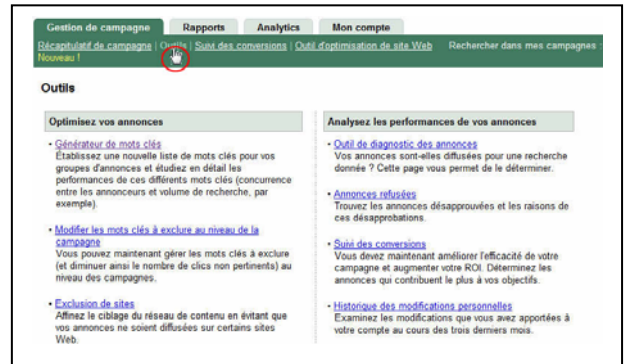 Gestion de campagne Rapports Analytics Mon compte
Récapitulatif de campagne | Outils | Suivi des conversions | Outil d'optimisation de site Web Rechercher dans mes campagnes :
Nouveau !
Outils
Optimisez vos annonces
• Générateur de mots clés
Établissez une nouvelle liste de mots clés pour vos
groupes d'annonces et étudiez en détail les
performances de ces différents mots clés (concurrence
entre les annonceurs et volume de recherche, par
exemple).
• Modifier les mots clés à exclure au niveau de la
campagne
Vous pouvez maintenant gérer les mots clés à exclure
(et diminuer ainsi le nombre de clics non pertinents) au
niveau des campagnes.
• Exclusion de sites
Affinez le ciblage du réseau de contenu en évitant que
vos annonces ne soient diffusées sur certains sites
Web.
Analysez les performances de vos annonces
• Outil de diagnostic des annonces
Vos annonces sont-elles diffusées pour une recherche
donnée ? Cette page vous permet de le déterminer.
• Annonces refusées
Trouvez les annonces désapprouvées et les raisons de
ces désapprobations.
• Suivi des conversions
Vous devez maintenant améliorer l'efficacité de votre
campagne et augmenter votre ROI. Déterminez les
annonces qui contribuent le plus à vos objectifs.
• Historique des modifications personnelles
Examinez les modifications que vous avez apportées à
votre compte au cours des trois derniers mois.